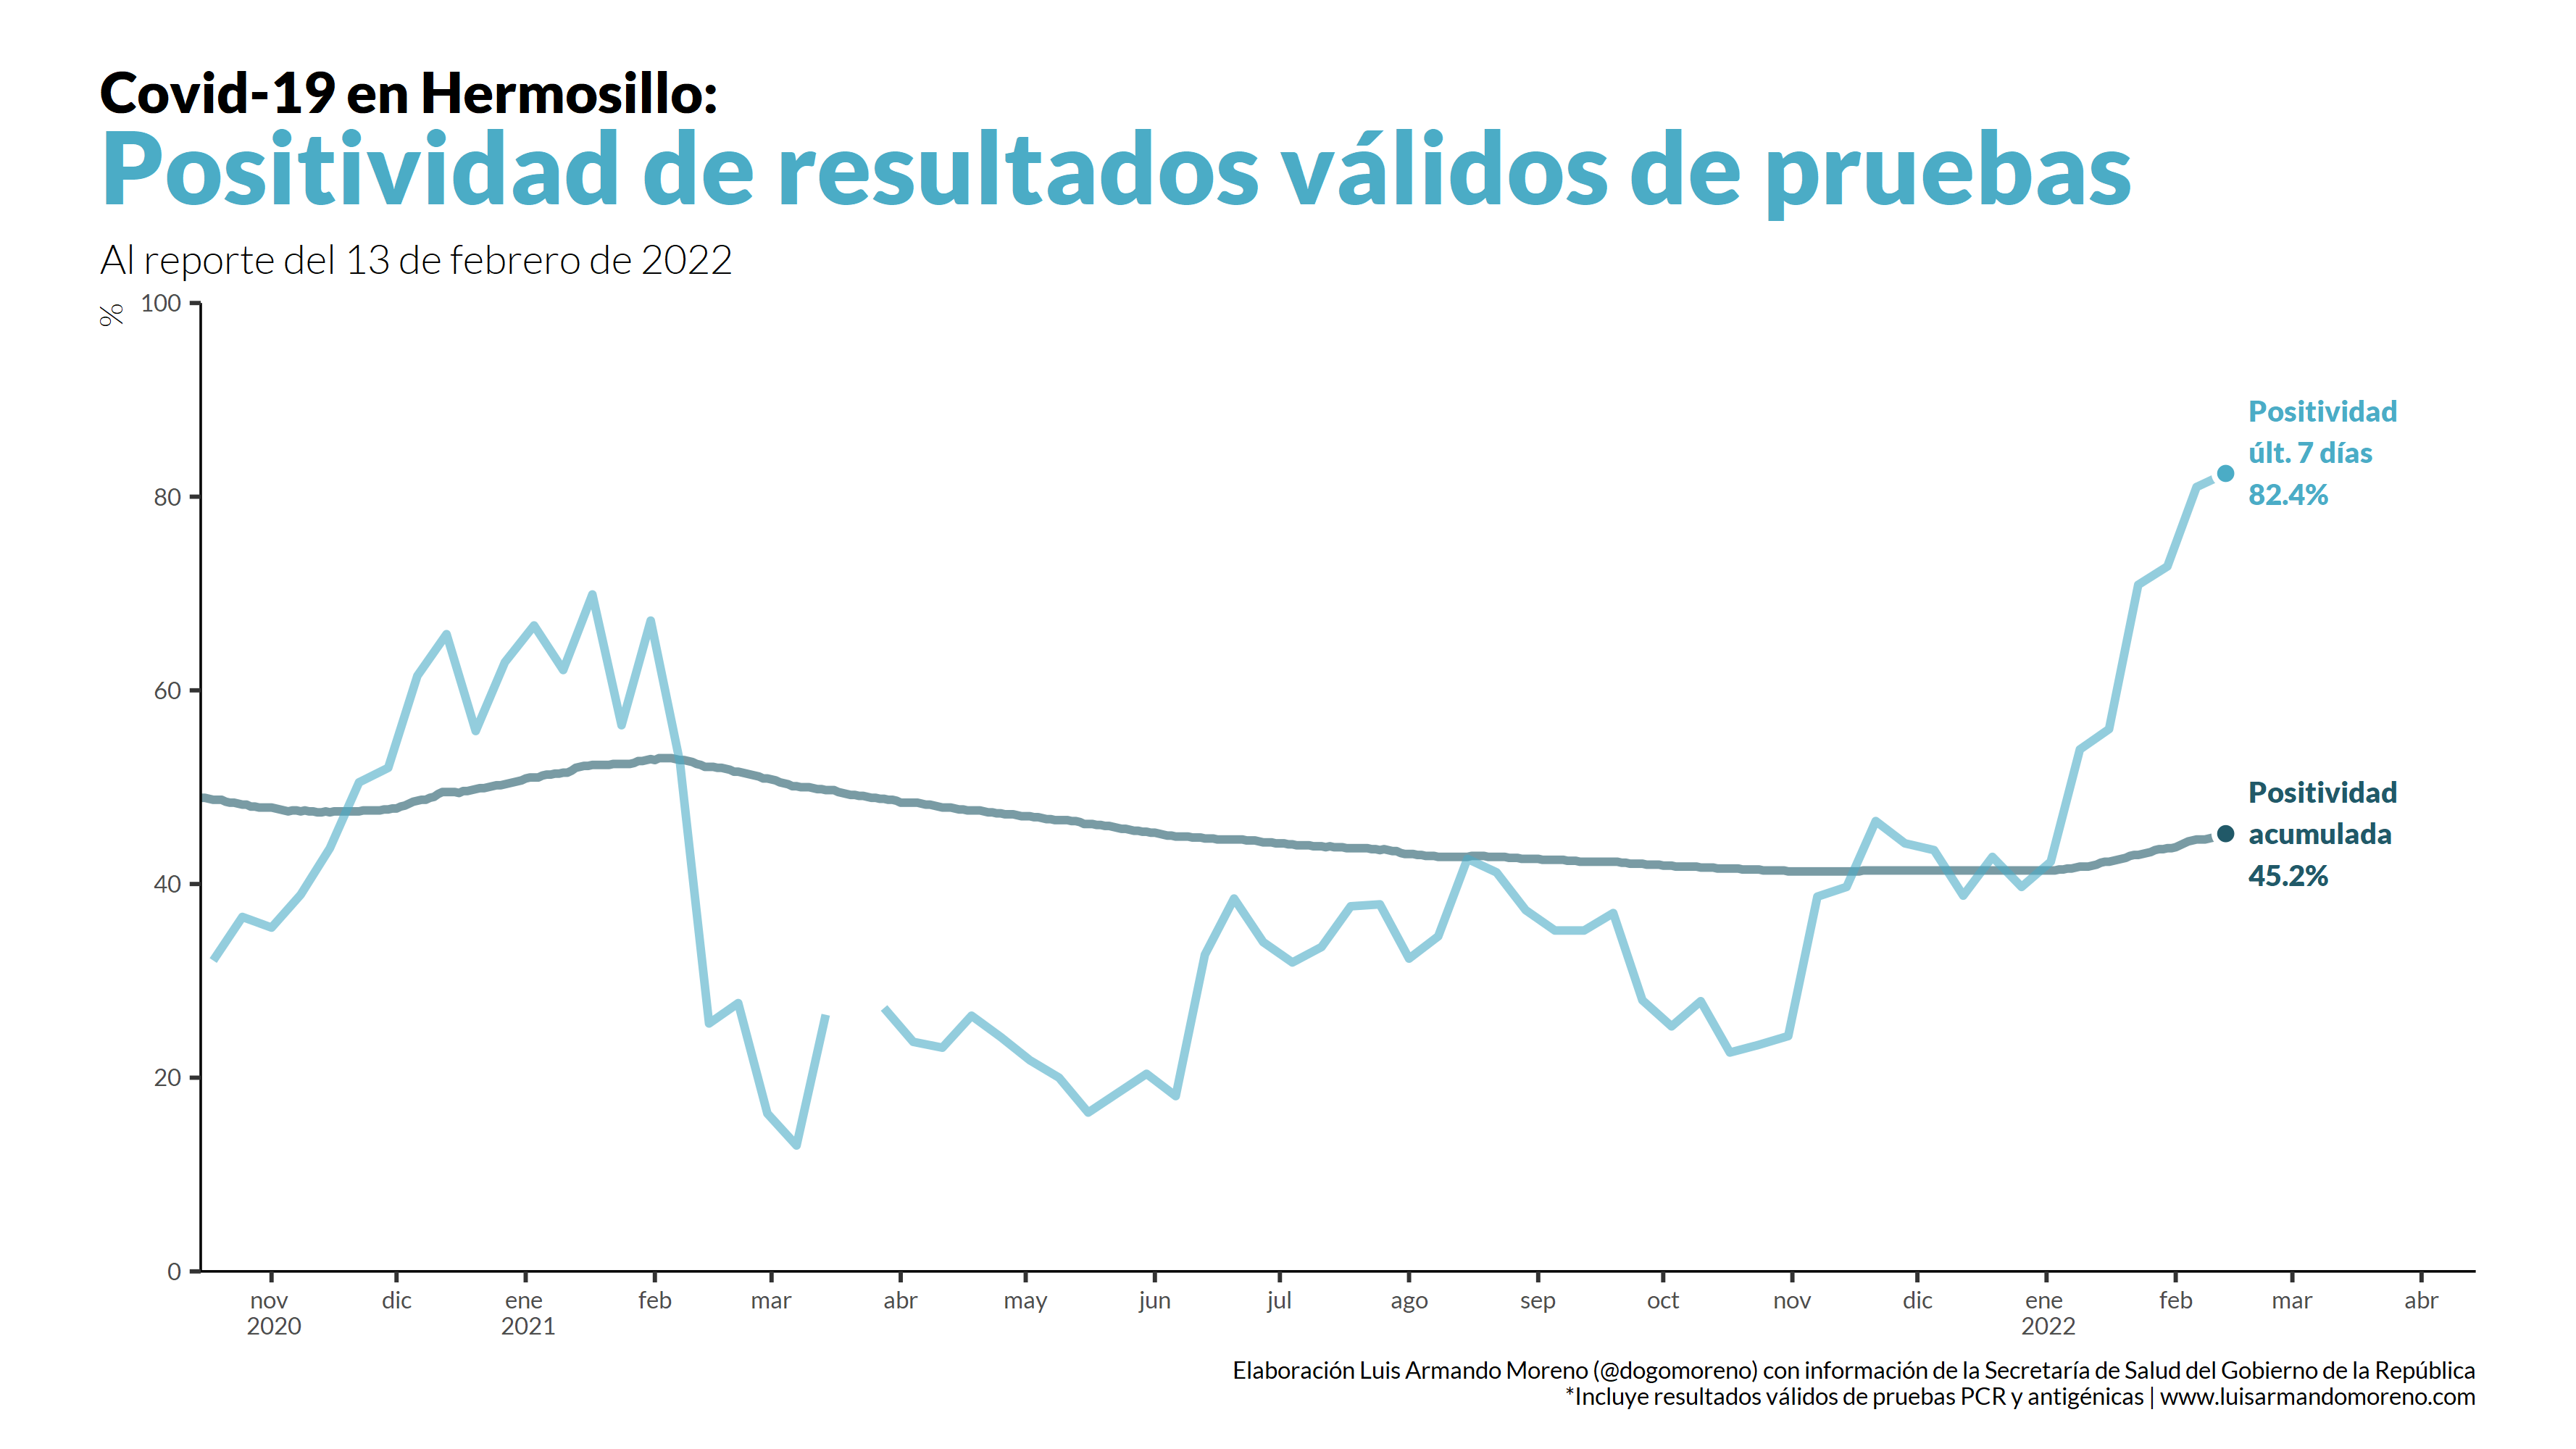 Covid-19 en Hermosillo:
Positividad de resultados válidos de pruebas
Al reporte del 13 de febrero de 2022
%
100
80
60
40
20
0
Positividad
últ. 7 días
82.4%
Positividad
acumulada
45.2%
nov dic ene feb mar abr may jun jul ago sep oct nov dic ene feb mar abr
2020 2021 2022
Elaboración Luis Armando Moreno (@dogomoreno) con información de la Secretaría de Salud del Gobierno de la República
*Incluye resultados válidos de pruebas PCR y antigénicas | www.luisarmandomoreno.com